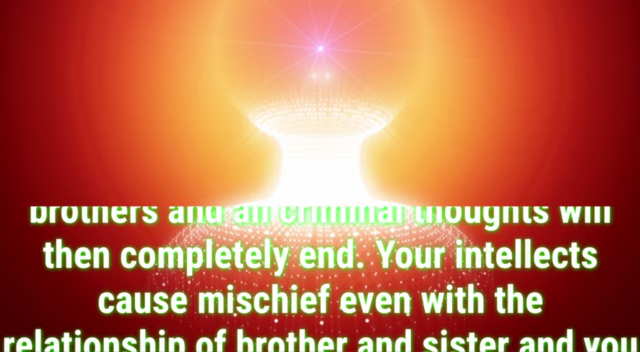 brothers and all criminal thoughts will
then completely end. Your intellects
cause mischief even with the
relationship of brother and sister and you